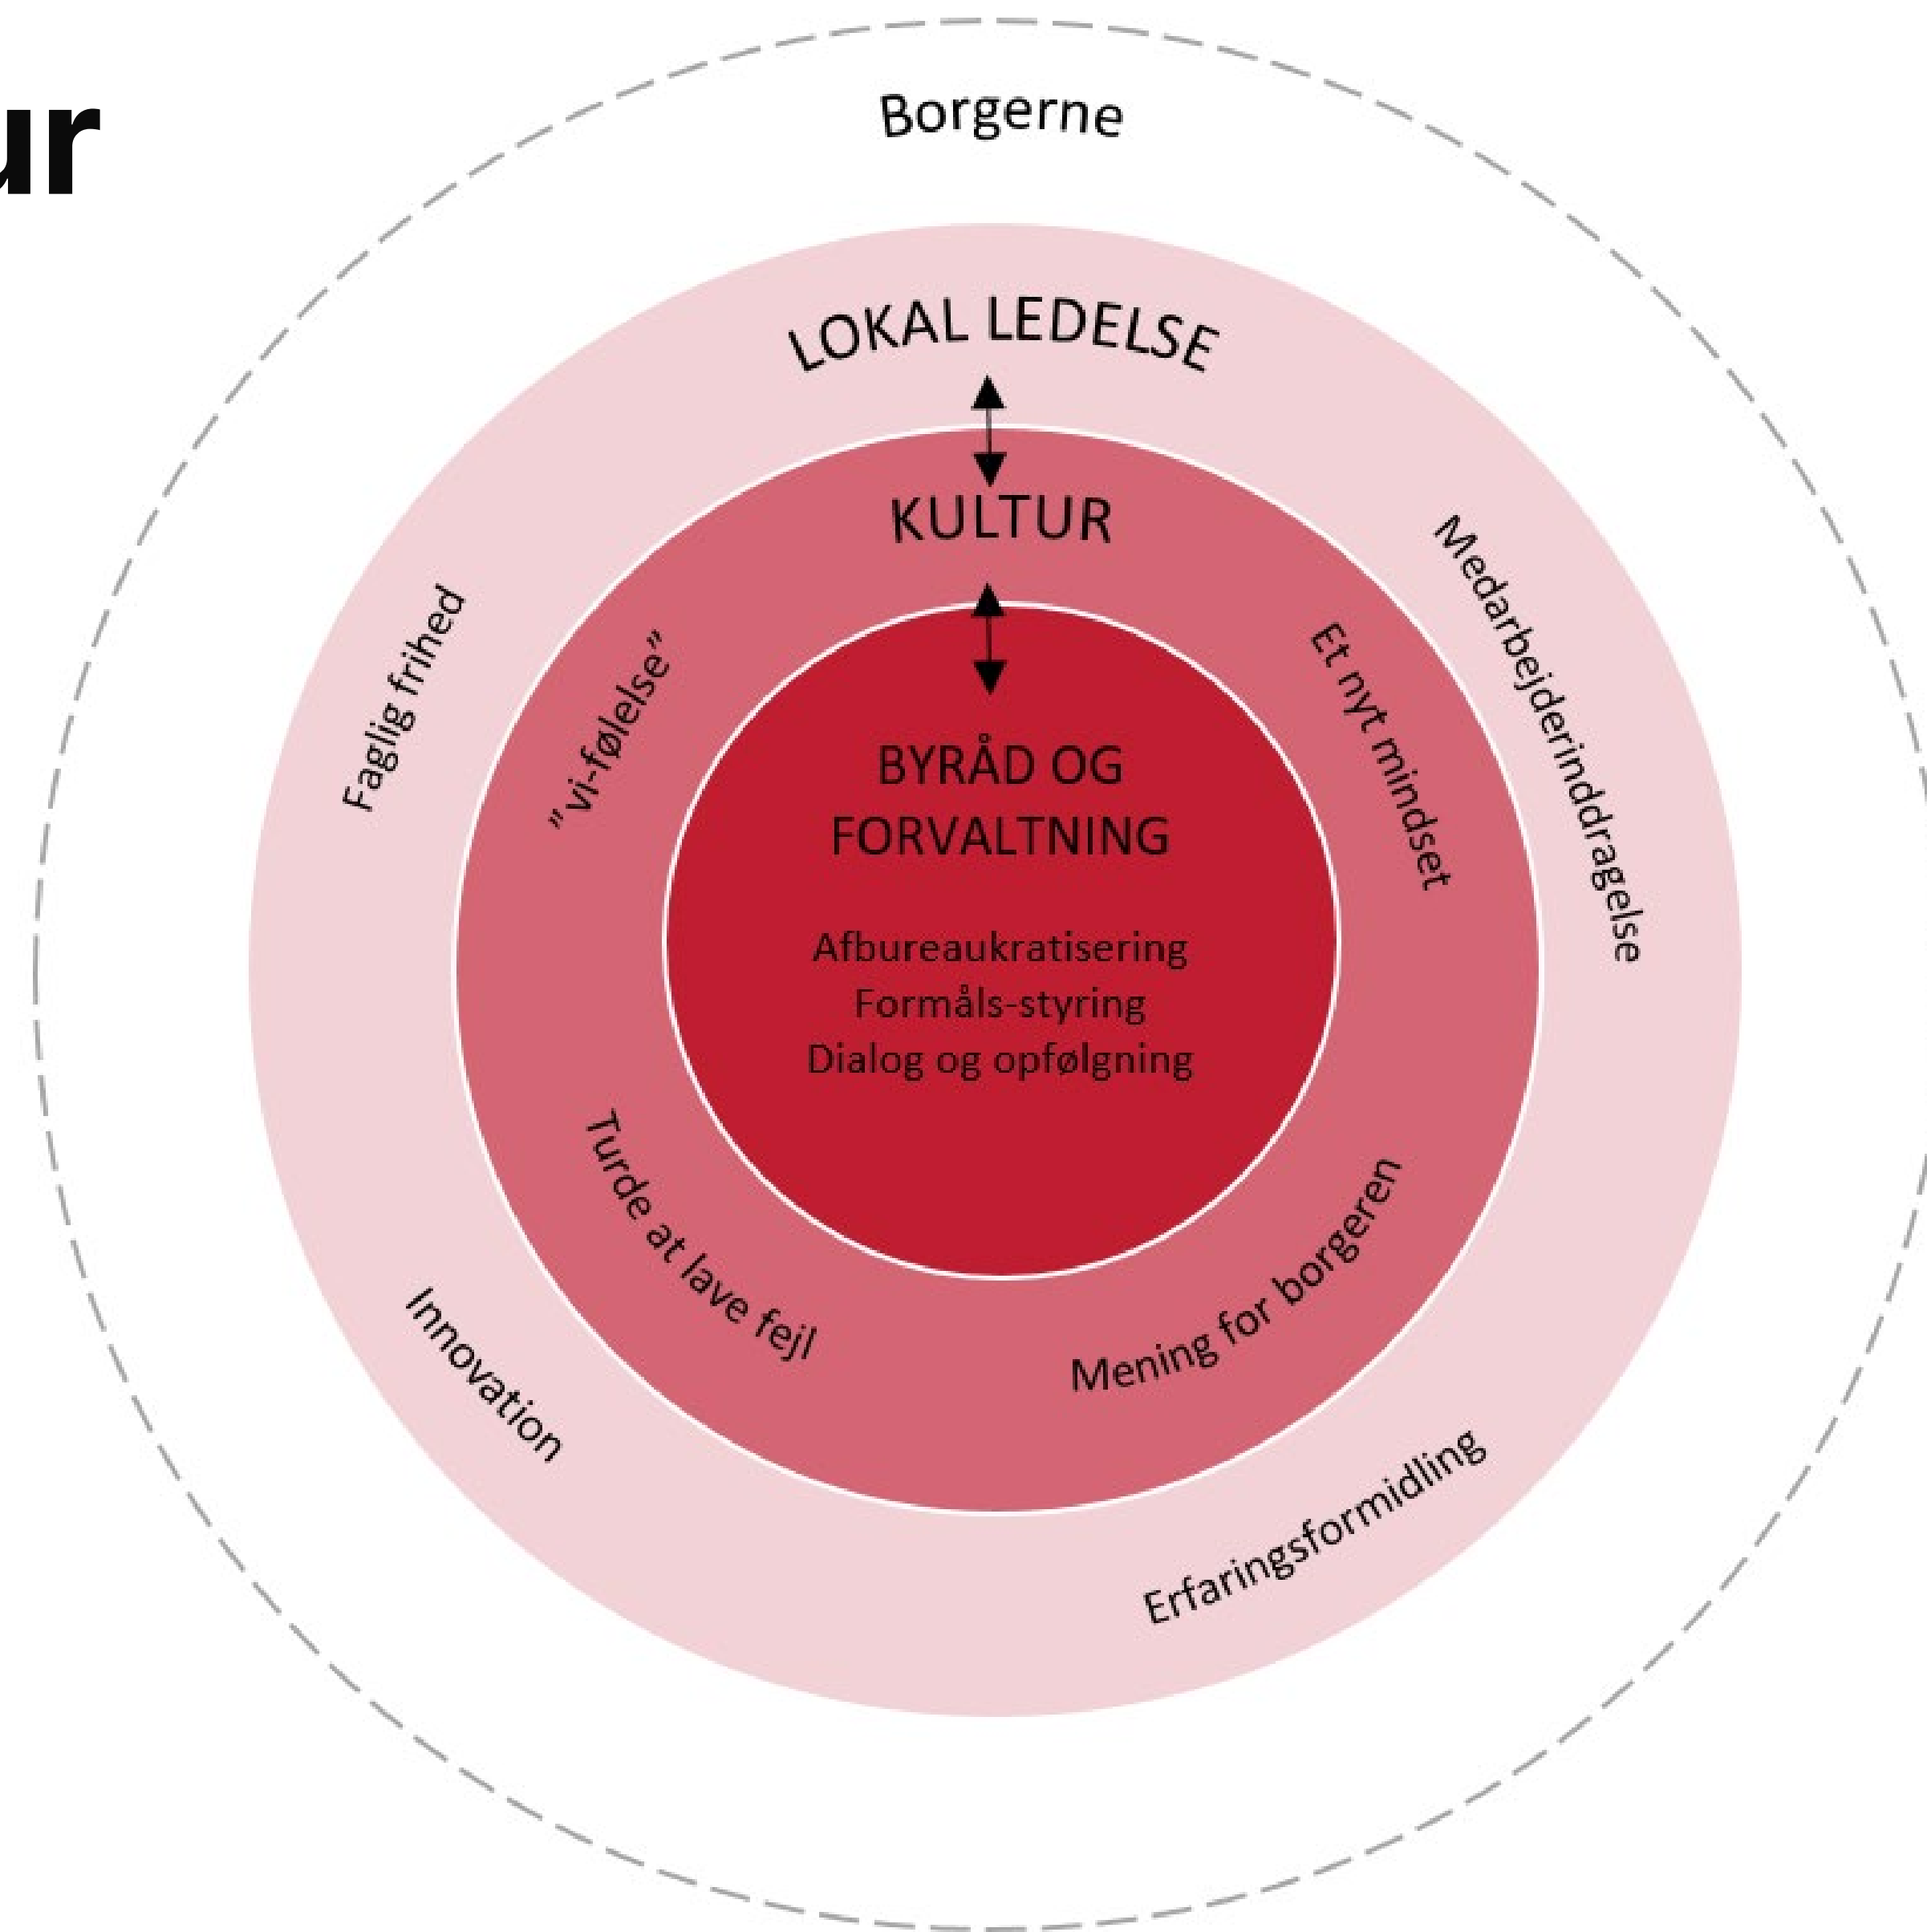 ur
Borgerne
LOKAL LEDELSE
KULTUR
Faglig frihed
"vi-følelse"
Et nyt mindset
Medarbejderinddragelse
BYRÅD OG
FORVALTNING
Afbureaukratisering
Formåls-styring
Dialog og opfølgning
Turde at lave fejl
Mening for borgeren
Innovation
Erfaringsformidling